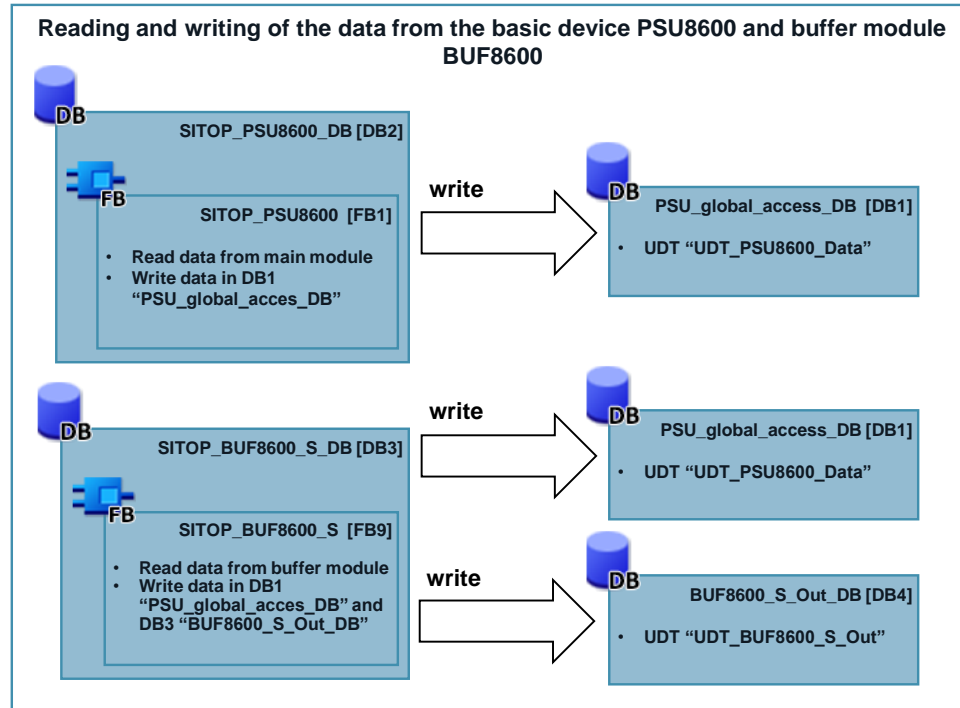 Reading and writing of the data from the basic device PSU8600 and buffer module
BUF8600
DB
SITOP_PSU8600_DB [DB2]
FB
SITOP_PSU8600 [FB1]
• Read data from main module
• Write data in DB1
“PSU_global_acces_DB”
write
DB
PSU_global_access_DB [DB1]
• UDT “UDT_PSU8600_Data”
DB
SITOP_BUF8600_S_DB [DB3]
FB
SITOP_BUF8600_S [FB9]
• Read data from buffer module
• Write data in DB1
“PSU_global_acces_DB” and
DB3 “BUF8600_S_Out_DB”
write
DB
PSU_global_access_DB [DB1]
• UDT “UDT_PSU8600_Data”
write
DB
BUF8600_S_Out_DB [DB4]
• UDT “UDT_BUF8600_S_Out”